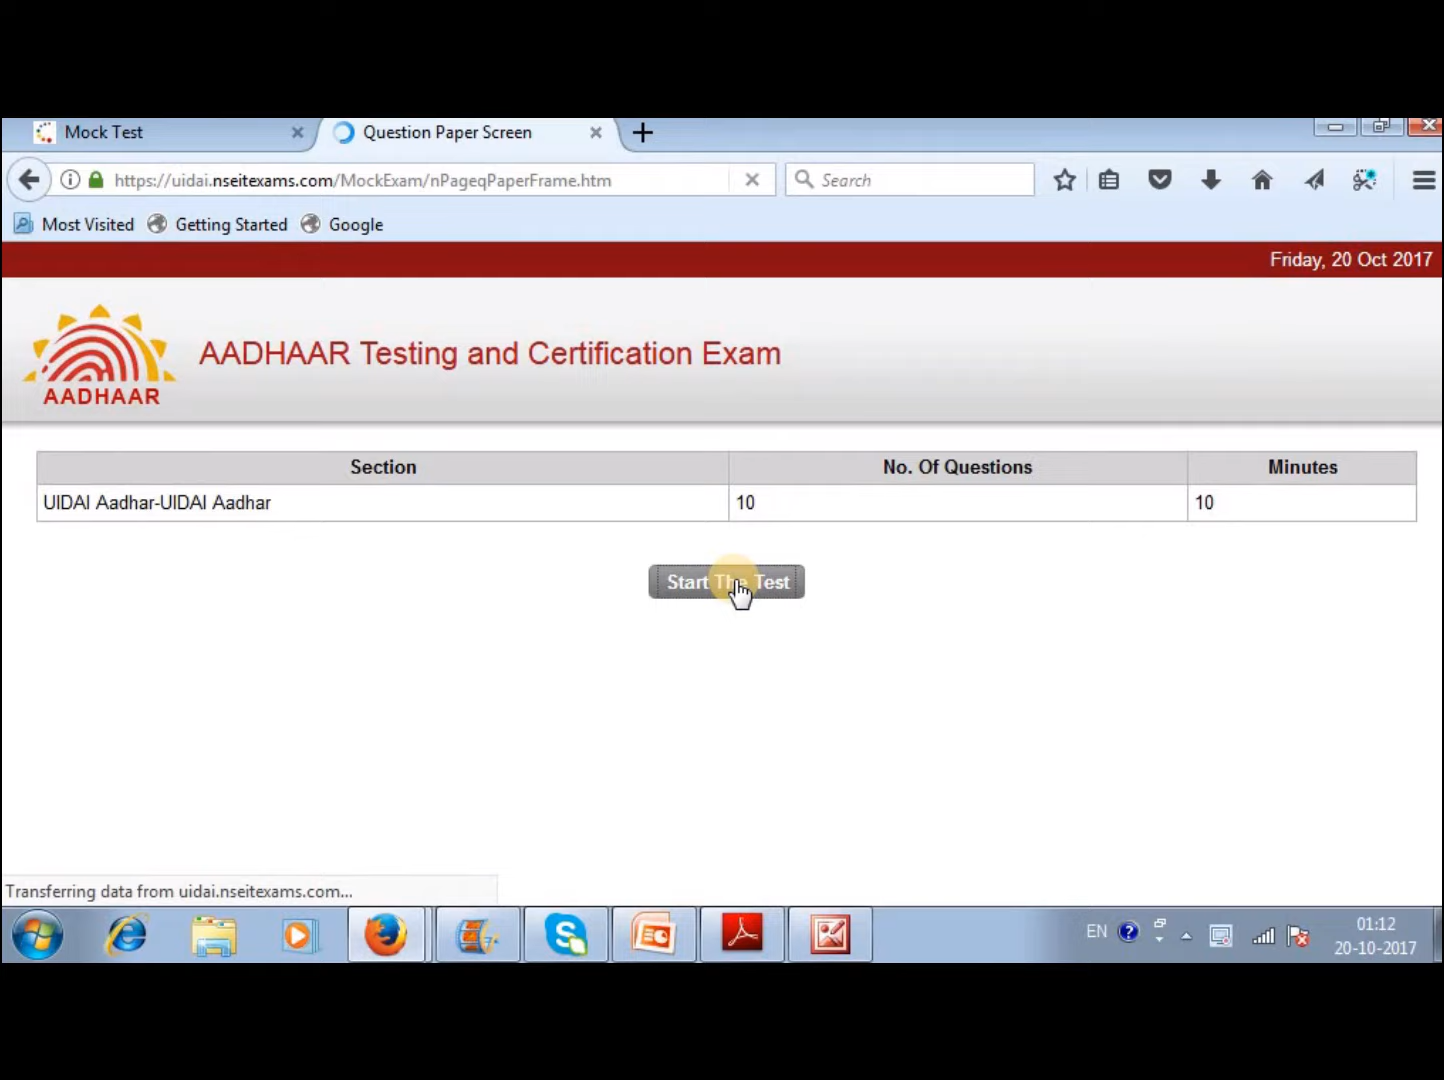 Mock Test
Question Paper Screen
https://uidai.nseitexams.com/MockExam/nPageqPaperFrame.htm
Search
Most Visited
Getting Started
Google
Friday, 20 Oct 2017
AADHAAR
AADHAAR Testing and Certification Exam
Section No. Of Questions Minutes
UIDAI Aadhar-UIDAI Aadhar 10 10
Start The Test
Transferring data from uidai.nseitexams.com...
EN
01:12
20-10-2017